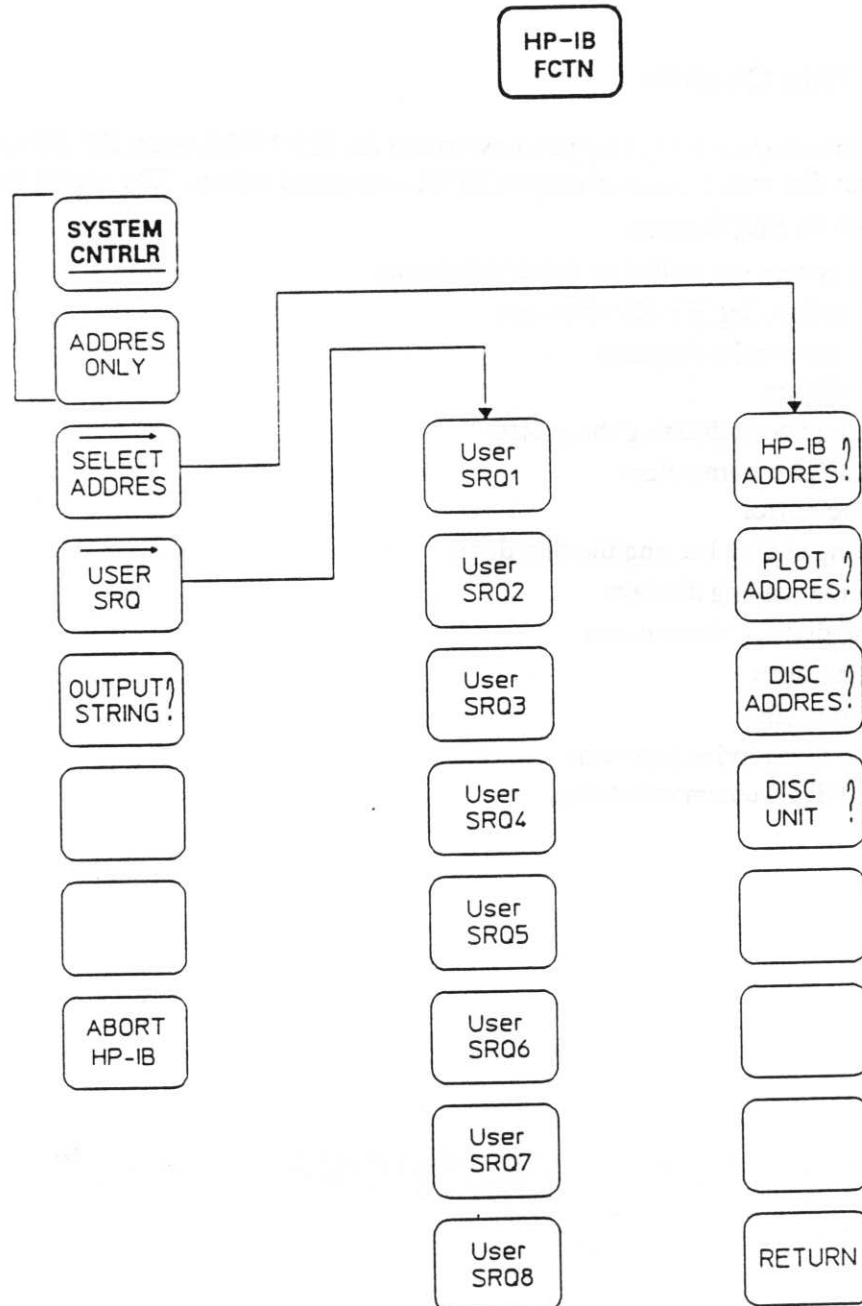 HP-IB
FCTN
SYSTEM
CNTRLR
ADDRES
ONLY
SELECT
ADDRES
USER
SRQ
OUTPUT?
STRING
ABORT
HP-IB
User
SRQ1
User
SRQ2
User
SRQ3
User
SRQ4
User
SRQ5
User
SRQ6
User
SRQ7
User
SRQ8
HP-IB ?
ADDRES
PLOT ?
ADDRES
DISC ?
ADDRES
DISC ?
UNIT
RETURN